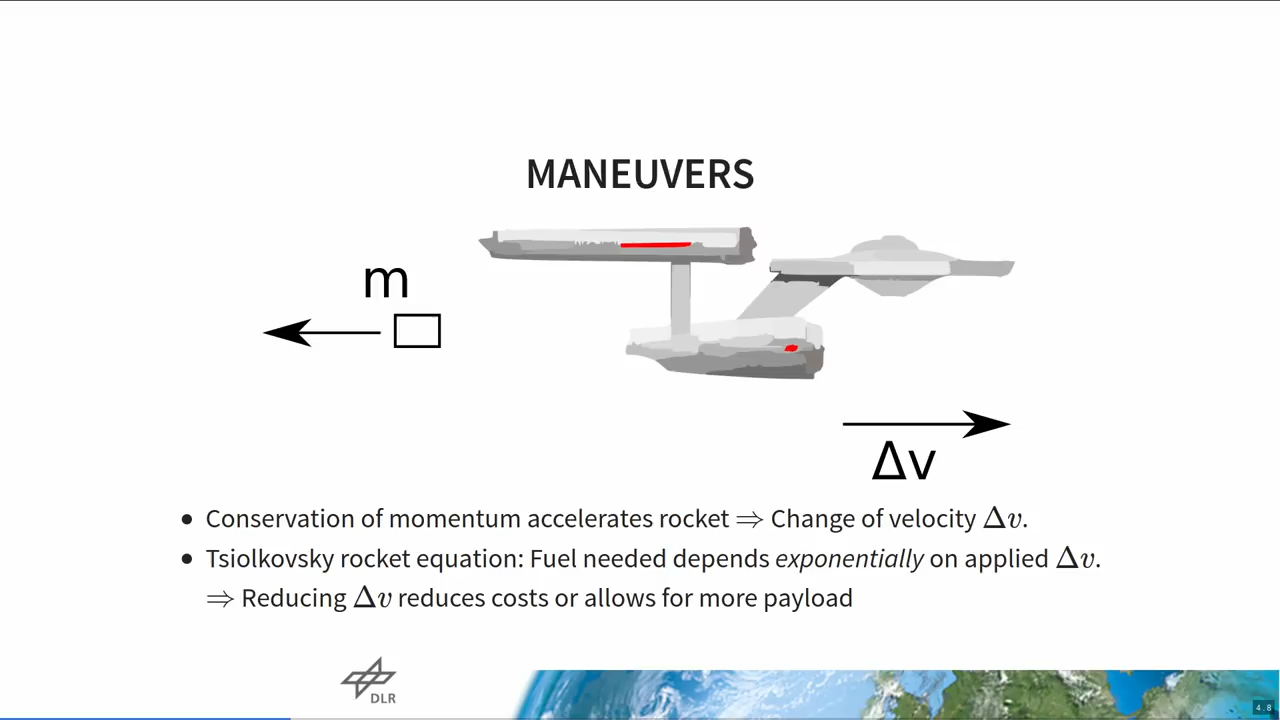 MANEUVERS
m
Δv
• Conservation of momentum accelerates rocket ⇒ Change of velocity Δv.
• Tsiolkovsky rocket equation: Fuel needed depends exponentially on applied Δv.
⇒ Reducing Δv reduces costs or allows for more payload
DLR
4.8